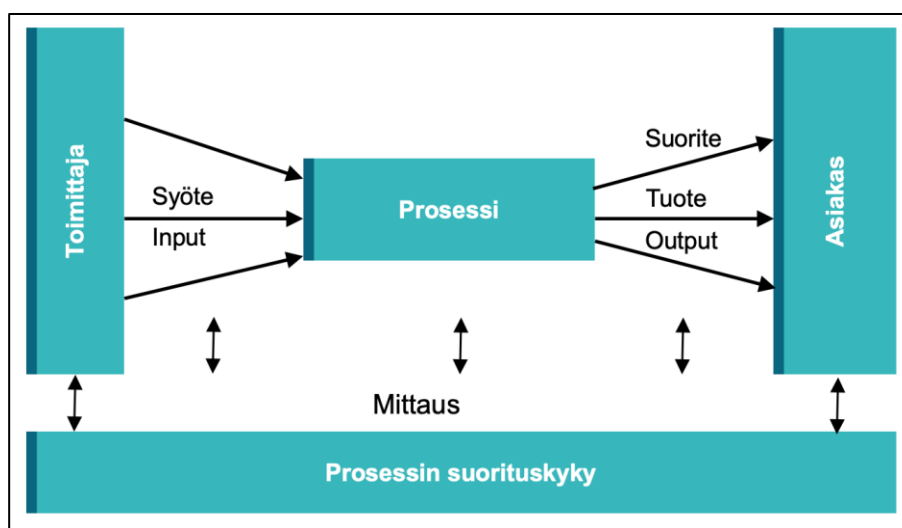 Toimittaja
Syöte
Input
Prosessi
Suorite
Tuote
Output
Asiakas
Mittaus
Prosessin suorituskyky